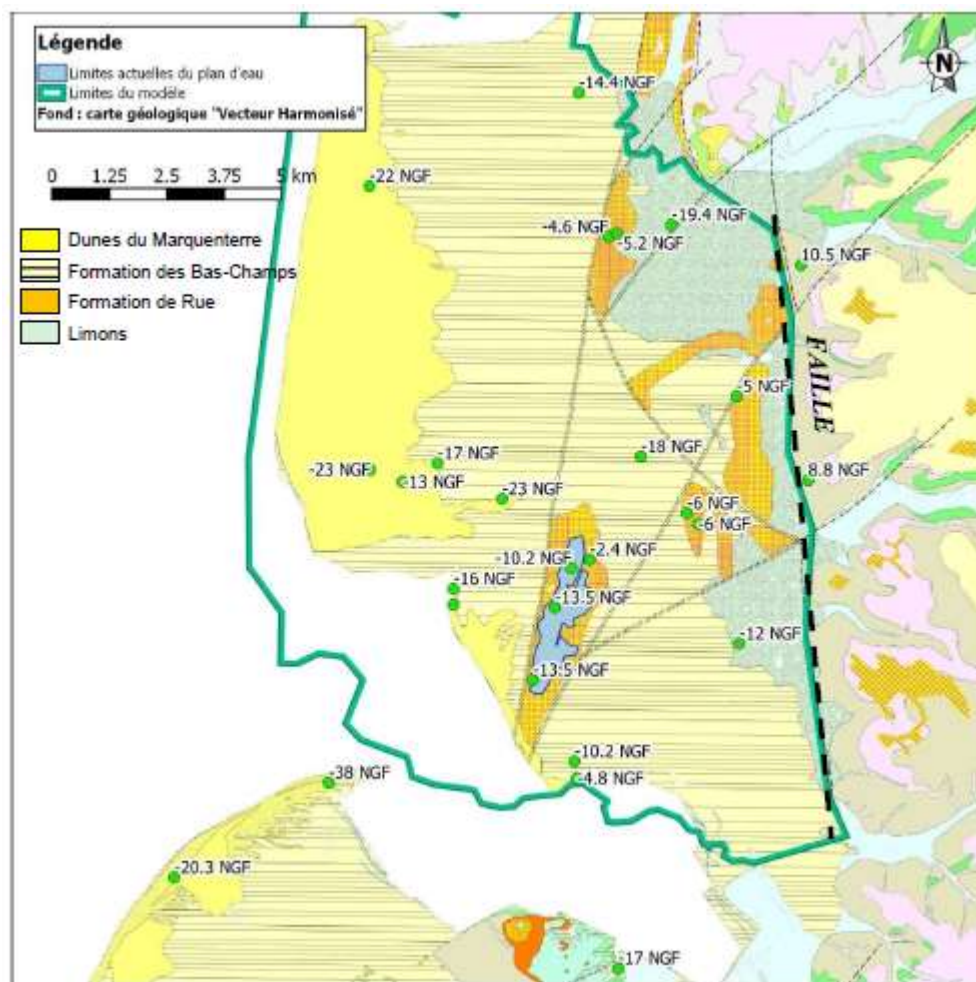 Légende
Limites actuelles du plan d'eau
Limites du modèle
Fond : carte géologique "Vecteur Harmonisé"
N
0 1.25 2.5 3.75 5 km
Dunes du Marquenterre
Formation des Bas-Champs
Formation de Rue
Limons
-14.4 NGF
-22 NGF
-19.4 NGF
-4.6 NGF
-5.2 NGF
10.5 NGF
FAILLE
-5 NGF
-18 NGF
-17 NGF
-23 NGF
-13 NGF
8.8 NGF
-23 NGF
-6 NGF
-6 NGF
-2.4 NGF
-10.2 NGF
-16 NGF
-13.5 NGF
-12 NGF
-13.5 NGF
-10.2 NGF
-4.8 NGF
-38 NGF
-20.3 NGF
-17 NGF